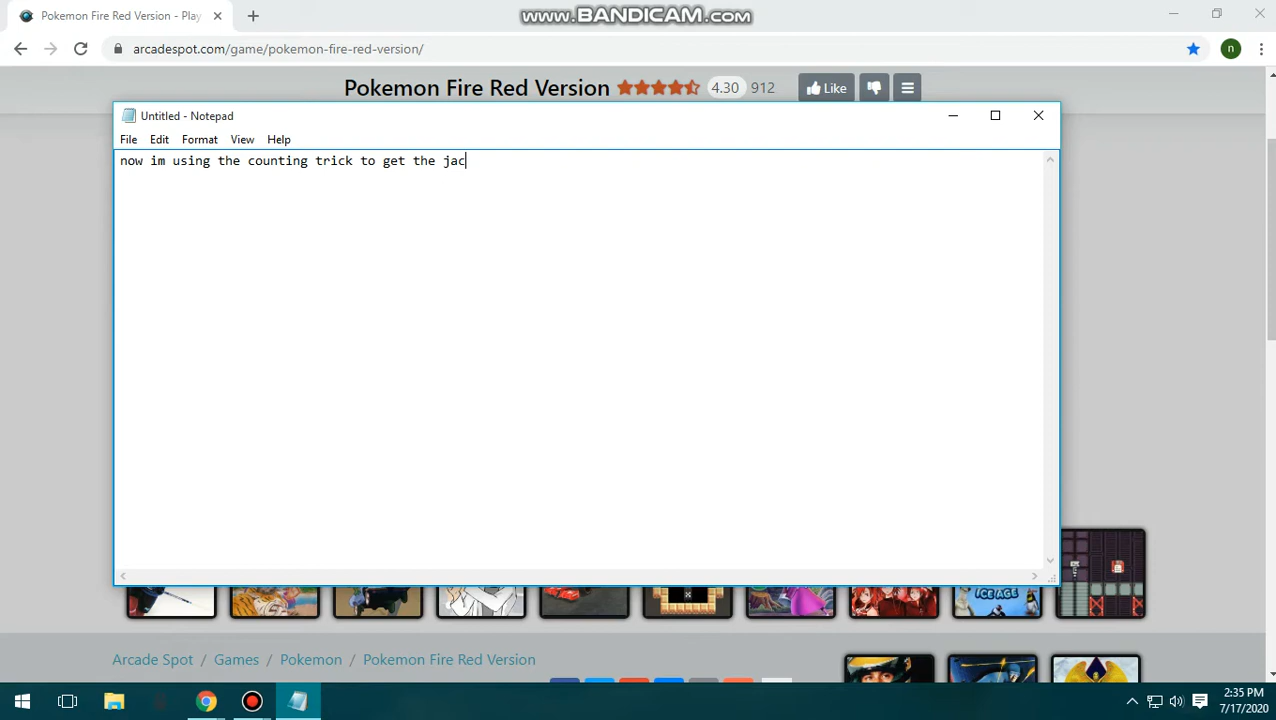 Pokemon Fire Red Version - Play
www.BANDICAM.com
arcadespot.com/game/pokemon-fire-red-version/
n
Pokemon Fire Red Version 4.30 912 Like
Untitled - Notepad
File Edit Format View Help
now im using the counting trick to get the jac
ICE AGE
Arcade Spot / Games / Pokemon / Pokemon Fire Red Version
2:35 PM
7/17/2020